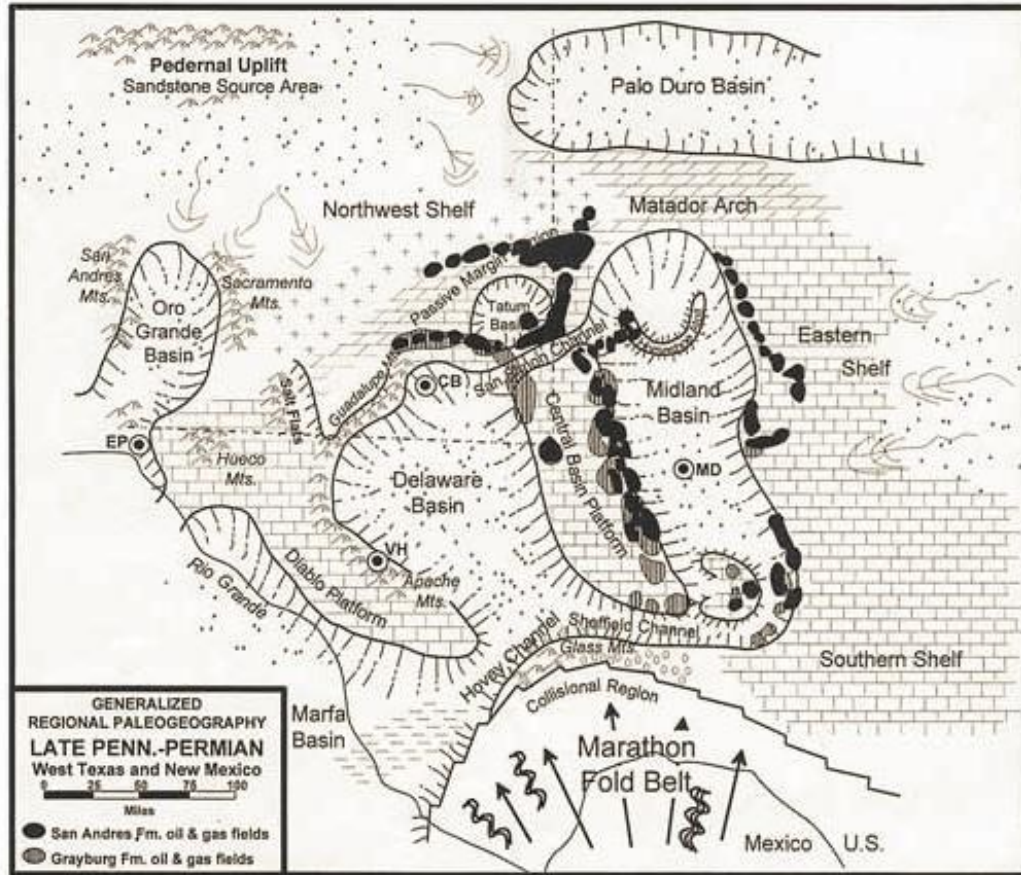 Pedernal Uplift
Sandstone Source Area
Palo Duro Basin
Northwest Shelf
Matador Arch
San
Andres
Mts.
Sacramento
Mts.
Oro
Grande
Basin
Passive Margin
Tatum
Basin
Eastern
Shelf
San Simon Channel
Guadalupe Mts.
Salt Flats
CB
Midland
Basin
Central Basin Platform
EP
Hueco
Mts.
Delaware
Basin
MD
VH
Apache
Mts.
Diablo Platform
Rio Grande
Sheffield Channel
Hovey Channel
Glass Mts.
Southern Shelf
Collisional Region
Marfa
Basin
Marathon
Fold Belt
Mexico
U.S.
GENERALIZED
REGIONAL PALEOGEOGRAPHY
LATE PENN.-PERMIAN
West Texas and New Mexico
0 25 50 75 100
Miles
San Andres Fm. oil & gas fields
Grayburg Fm. oil & gas fields